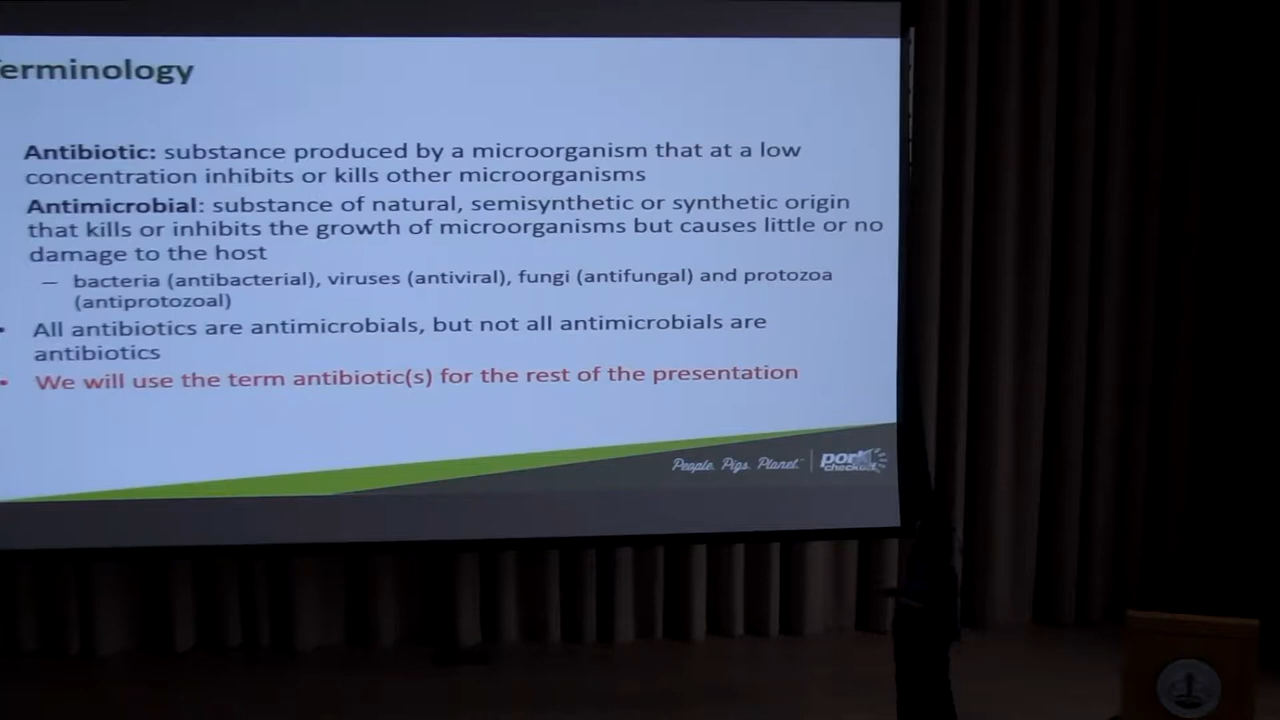 erminology
Antibiotic: substance produced by a microorganism that at a low
concentration inhibits or kills other microorganisms
Antimicrobial: substance of natural, semisynthetic or synthetic origin
that kills or inhibits the growth of microorganisms but causes little or no
damage to the host
– bacteria (antibacterial), viruses (antiviral), fungi (antifungal) and protozoa
(antiprotozoal)
• All antibiotics are antimicrobials, but not all antimicrobials are
antibiotics
• We will use the term antibiotic(s) for the rest of the presentation
People. Pigs. Planet.™ | pork
checkoff